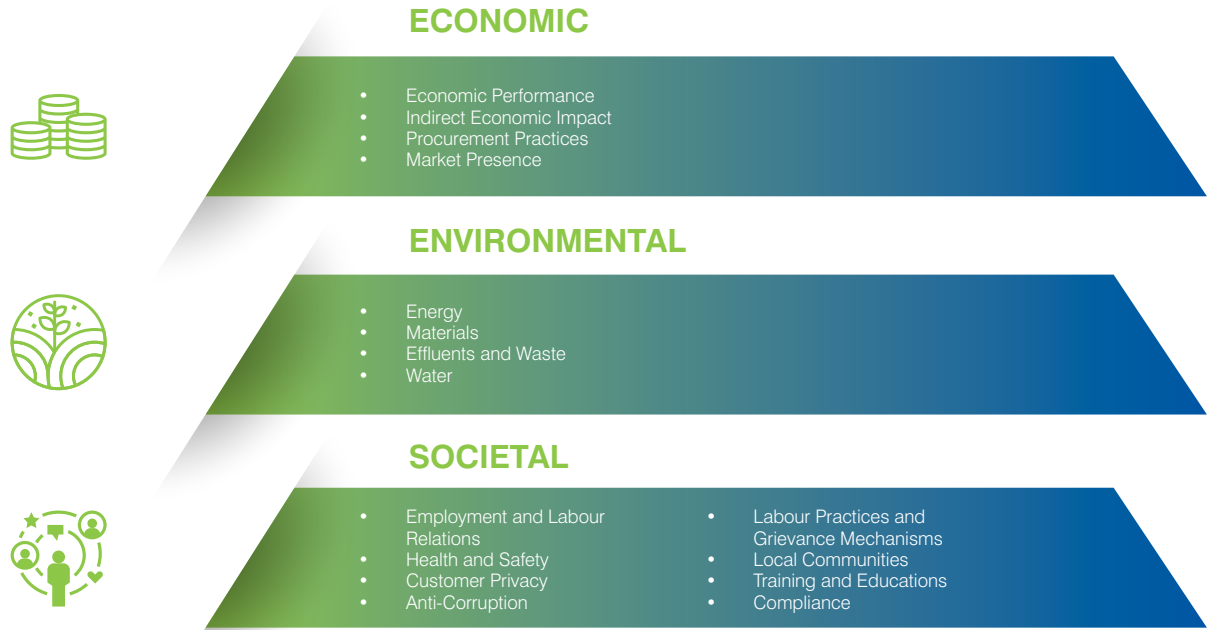 ECONOMIC
• Economic Performance
• Indirect Economic Impact
• Procurement Practices
• Market Presence
ENVIRONMENTAL
• Energy
• Materials
• Effluents and Waste
• Water
SOCIETAL
• Employment and Labour
Relations
• Health and Safety
• Customer Privacy
• Anti-Corruption
• Labour Practices and
Grievance Mechanisms
• Local Communities
• Training and Educations
• Compliance